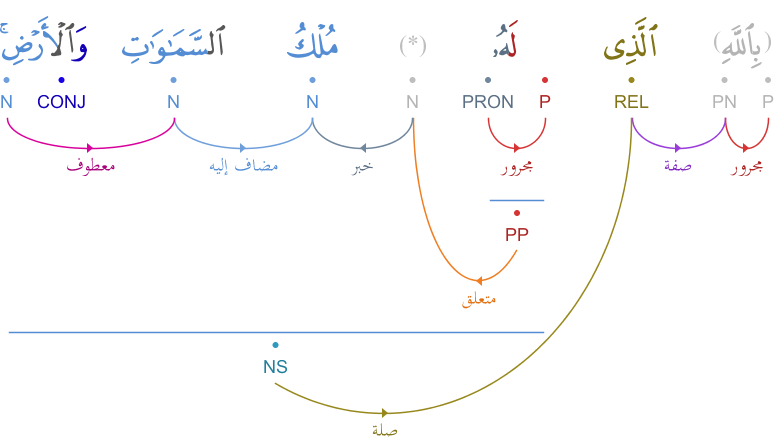 (بِٱللَّهِ) ٱلَّذِى لَهُۥ (*) مُلْكُ ٱلسَّمَٰوَٰتِ وَٱلْأَرْضِ ۚ
P PN REL P PRON N N N CONJ N
مجرور صفة مجرور خبر مضاف إليه معطوف
PP
متعلق
NS
صلة